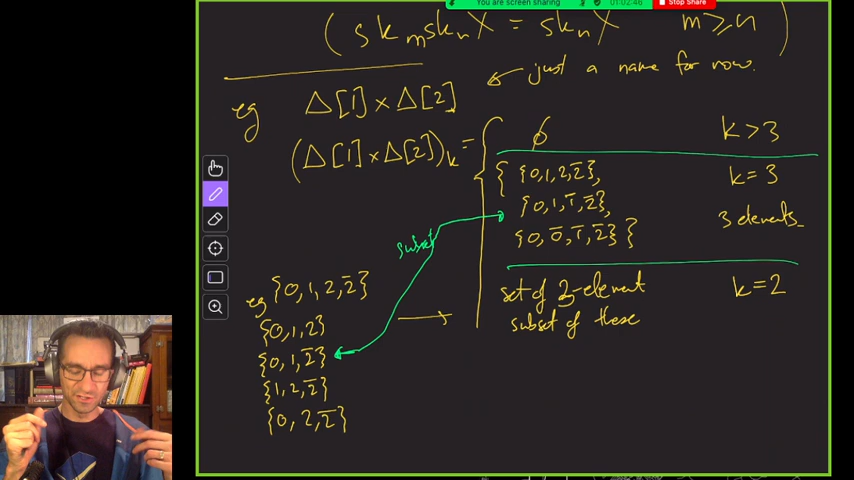 You are screen sharing 01:02:46 Stop Share
( sk_m sk_n X = sk_n X m ≥ n )
just a name for now.
eg Δ[1] × Δ[2]
(Δ[1] × Δ[2])_k =
∅ k > 3
{ {0, 1, 2, 2̄}, k = 3
{0, 1, 1̄, 2̄}, 3 elements
{0, 0̄, 1̄, 2̄} }
set of 3-element k = 2
subset of these
subset
eg {0, 1, 2, 2̄}
{0, 1, 2}
{0, 1, 2̄}
{1, 2, 2̄}
{0, 2, 2̄}